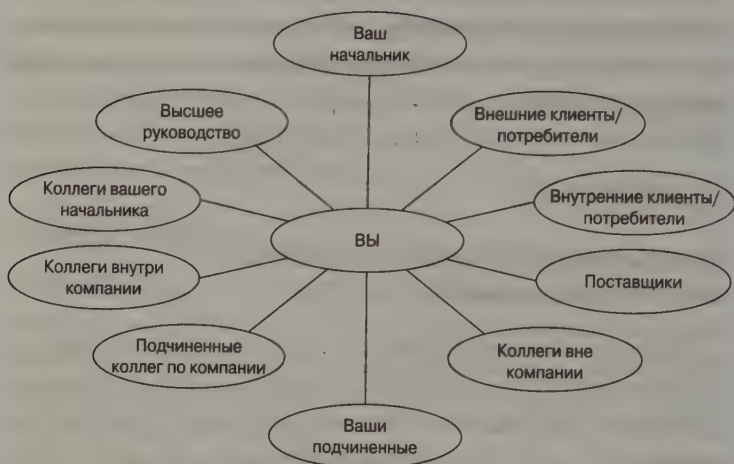 Ваш
начальник
Высшее
руководство
Внешние клиенты/
потребители
Коллеги вашего
начальника
Внутренние клиенты/
потребители
ВЫ
Коллеги внутри
компании
Поставщики
Подчиненные
коллег по компании
Коллеги вне
компании
Ваши
подчиненные